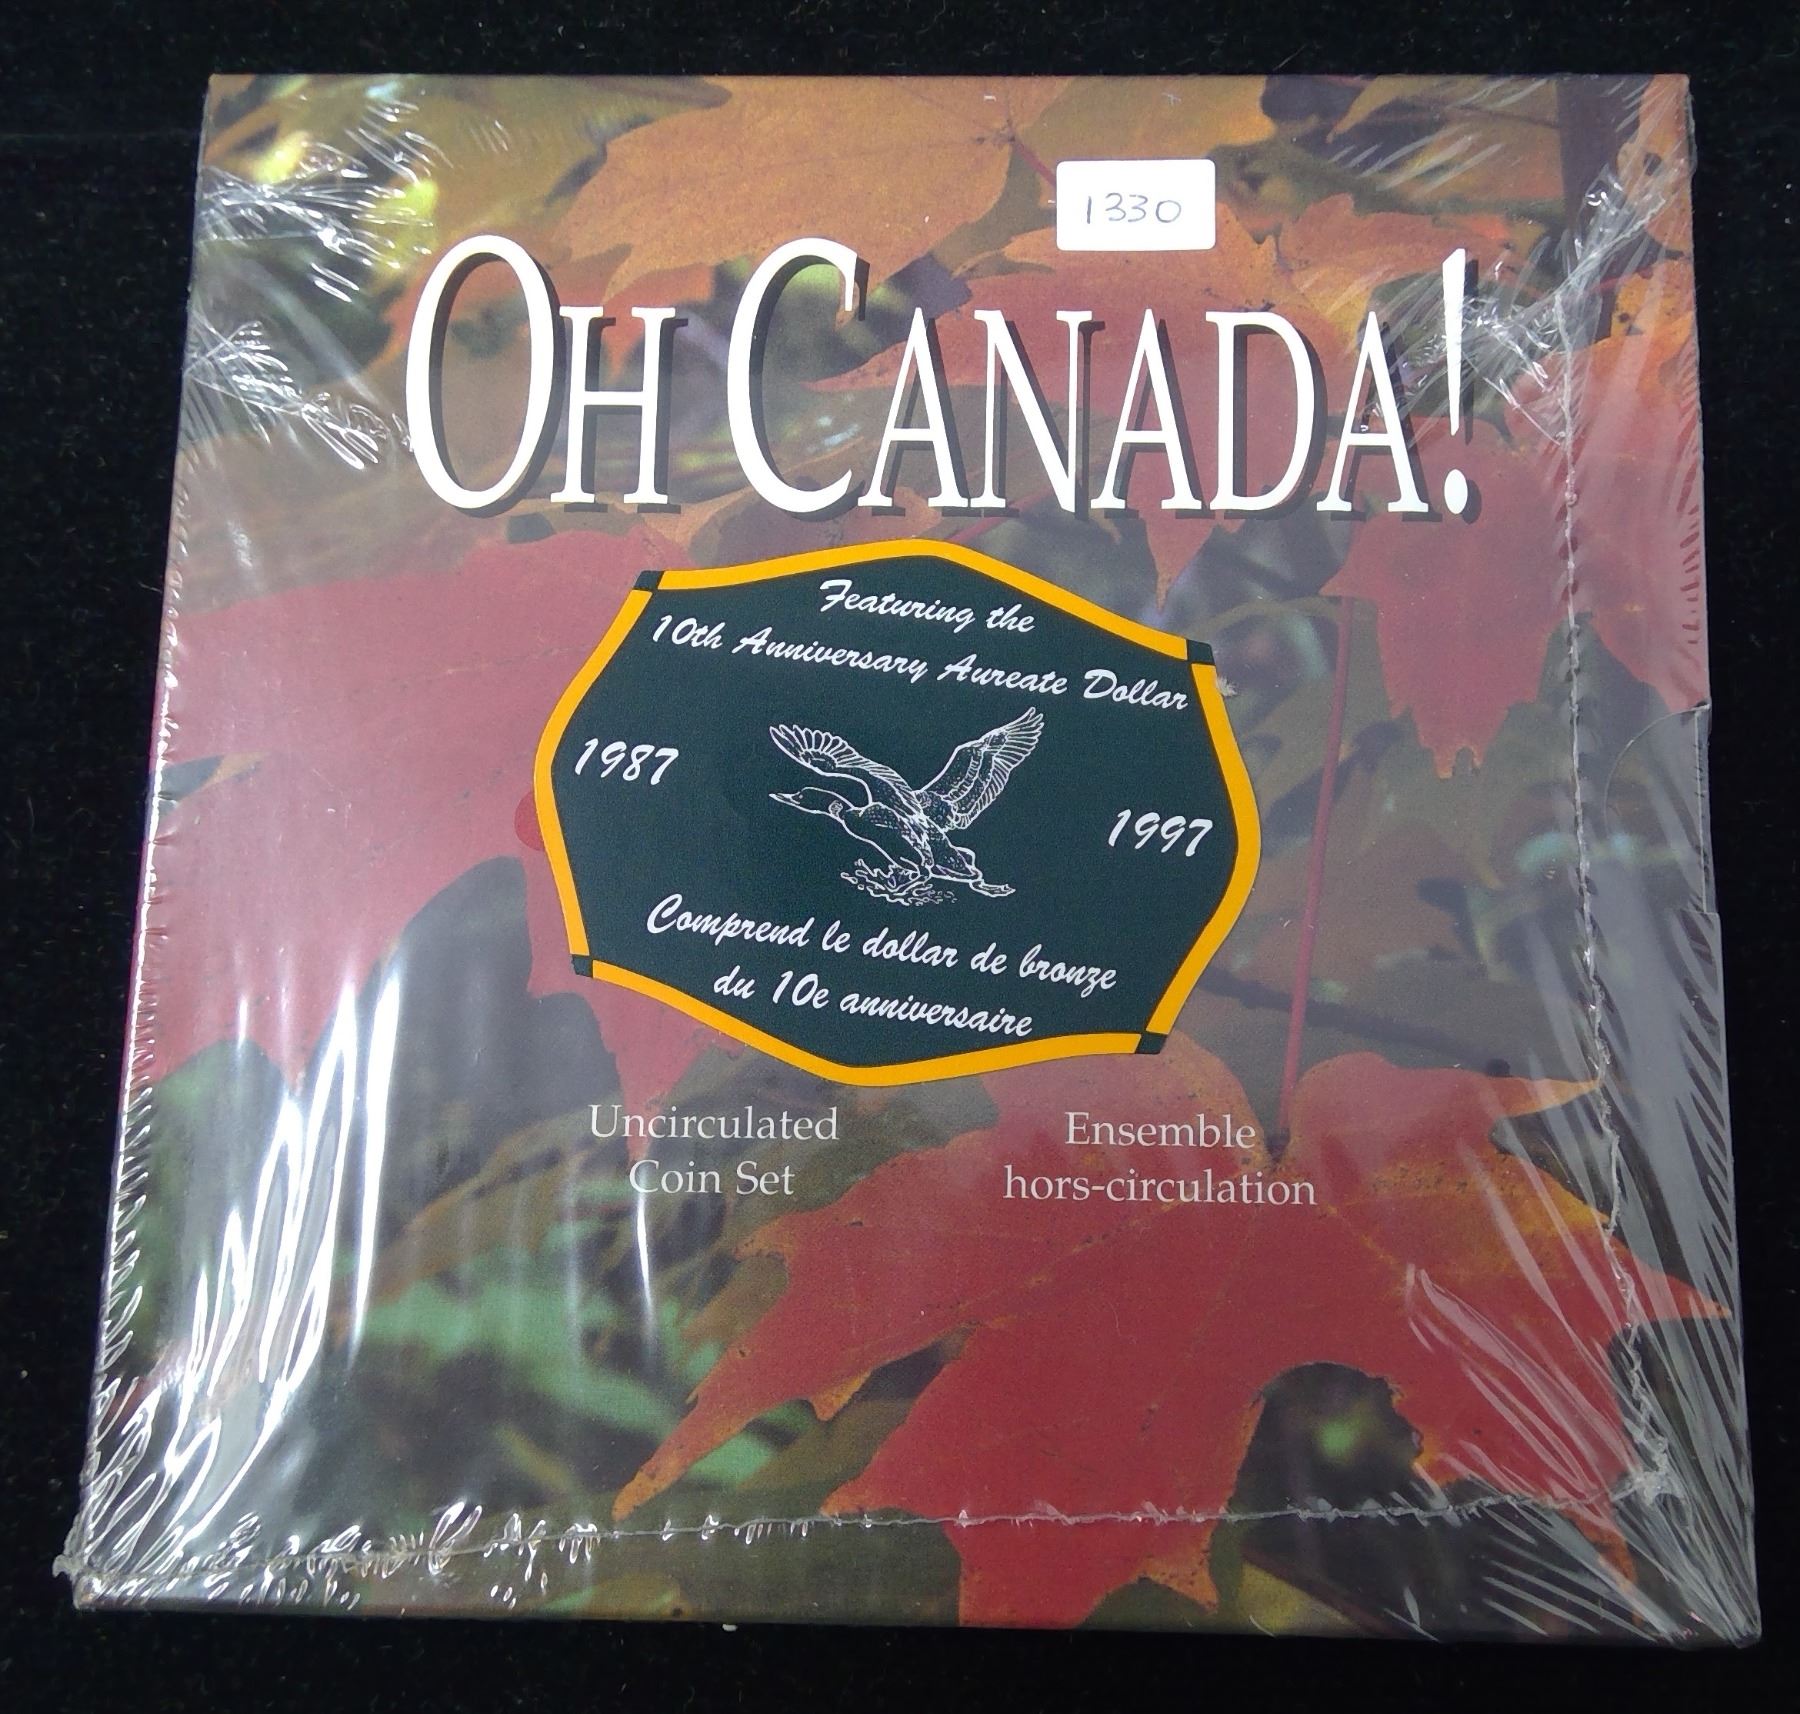 1330
OH CANADA!
Featuring the
10th Anniversary Aureate Dollar
1987
1997
Comprend le dollar de bronze
du 10e anniversaire
Uncirculated
Coin Set
Ensemble
hors-circulation